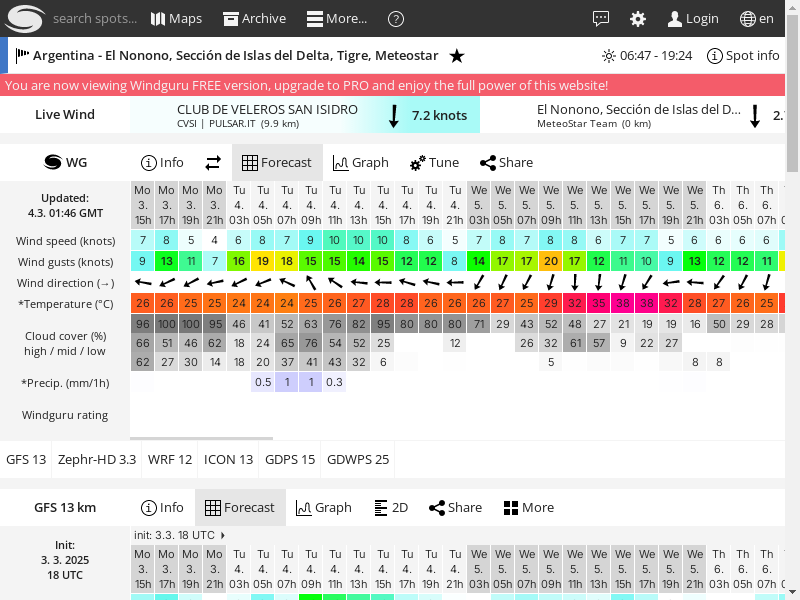 search spots... Maps Archive More... ? Login en
Argentina - El Nonono, Sección de Islas del Delta, Tigre, Meteostar ★ 06:47 - 19:24 Spot info
You are now viewing Windguru FREE version, upgrade to PRO and enjoy the full power of this website!
Live Wind
CLUB DE VELEROS SAN ISIDRO
CVSI | PULSAR.IT (9.9 km)
7.2 knots
El Nonono, Sección de Islas del D...
MeteoStar Team (0 km)
2.
WG Info Forecast Graph Tune Share
Updated:
4.3. 01:46 GMT
Mo Mo Mo Mo Tu Tu Tu Tu Tu Tu Tu Tu Tu Tu We We We We We We We We We We Th Th Th
3. 3. 3. 3. 4. 4. 4. 4. 4. 4. 4. 4. 4. 4. 5. 5. 5. 5. 5. 5. 5. 5. 5. 5. 6. 6. 6.
15h 17h 19h 21h 03h 05h 07h 09h 11h 13h 15h 17h 19h 21h 03h 05h 07h 09h 11h 13h 15h 17h 19h 21h 03h 05h 07h
Wind speed (knots) 7 8 5 4 6 8 7 9 10 10 10 8 6 5 7 8 7 8 8 6 7 7 5 6 6 6 6
Wind gusts (knots) 9 13 11 7 16 19 18 15 15 14 15 12 12 8 14 17 17 20 17 12 11 10 9 13 12 12 11
Wind direction (→)
*Temperature (°C) 26 26 25 25 24 24 24 25 26 27 28 28 26 26 26 27 25 29 32 35 38 38 32 28 27 26 25
Cloud cover (%)
high / mid / low
96 100 100 95 46 41 52 63 76 82 95 80 80 80 71 29 43 52 48 27 21 19 19 16 50 29 28
66 51 46 62 18 24 65 76 54 52 25 12 26 32 61 57 9 22 27
62 27 30 14 18 20 37 41 43 32 6 5 8 8
*Precip. (mm/1h) 0.5 1 1 0.3
Windguru rating
GFS 13 Zephr-HD 3.3 WRF 12 ICON 13 GDPS 15 GDWPS 25
GFS 13 km Info Forecast Graph 2D Share More
Init:
3. 3. 2025
18 UTC
init: 3.3. 18 UTC
Mo Mo Mo Mo Tu Tu Tu Tu Tu Tu Tu Tu Tu Tu We We We We We We We We We We Th Th Th
3. 3. 3. 3. 4. 4. 4. 4. 4. 4. 4. 4. 4. 4. 5. 5. 5. 5. 5. 5. 5. 5. 5. 5. 6. 6. 6.
15h 17h 19h 21h 03h 05h 07h 09h 11h 13h 15h 17h 19h 21h 03h 05h 07h 09h 11h 13h 15h 17h 19h 21h 03h 05h 07h